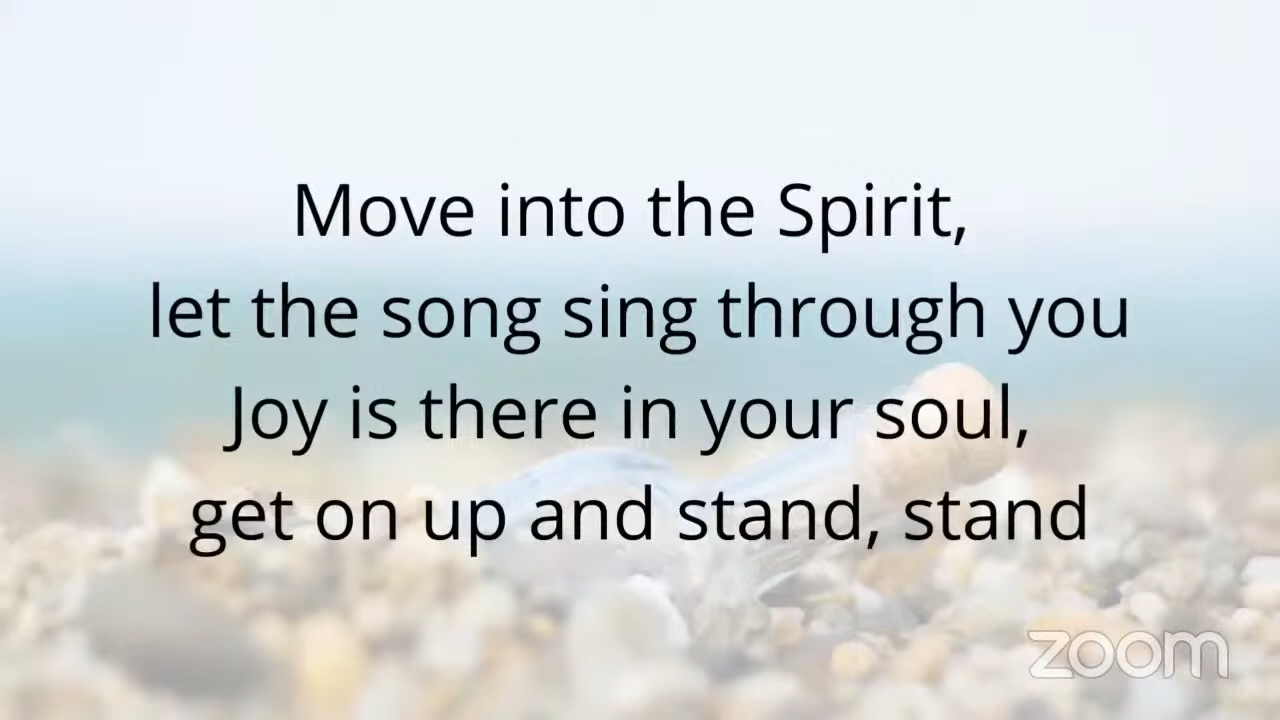 Move into the Spirit,
let the song sing through you
Joy is there in your soul,
get on up and stand, stand
zoom